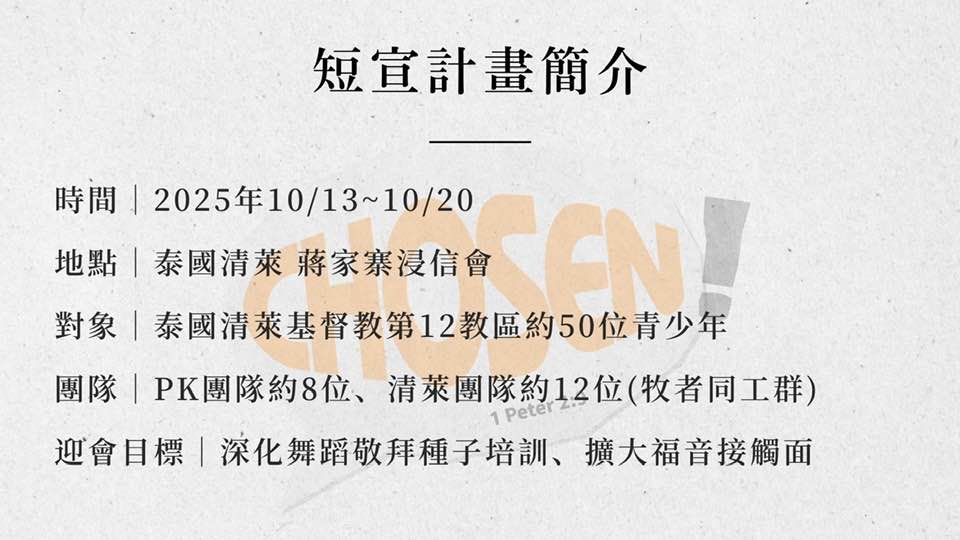 短宣計畫簡介
時間｜2025年10/13~10/20
地點｜泰國清萊 蔣家寨浸信會
對象｜泰國清萊基督教第12教區約50位青少年
團隊｜PK團隊約8位、清萊團隊約12位(牧者同工群)
迎會目標｜深化舞蹈敬拜種子培訓、擴大福音接觸面
CHOSEN!
1 Peter 2:9